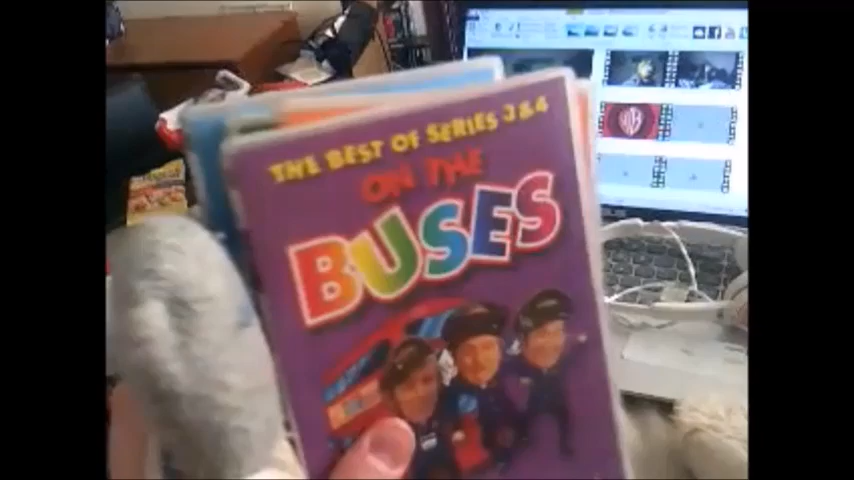 THE BEST OF SERIES 3 & 4
ON THE
BUSES